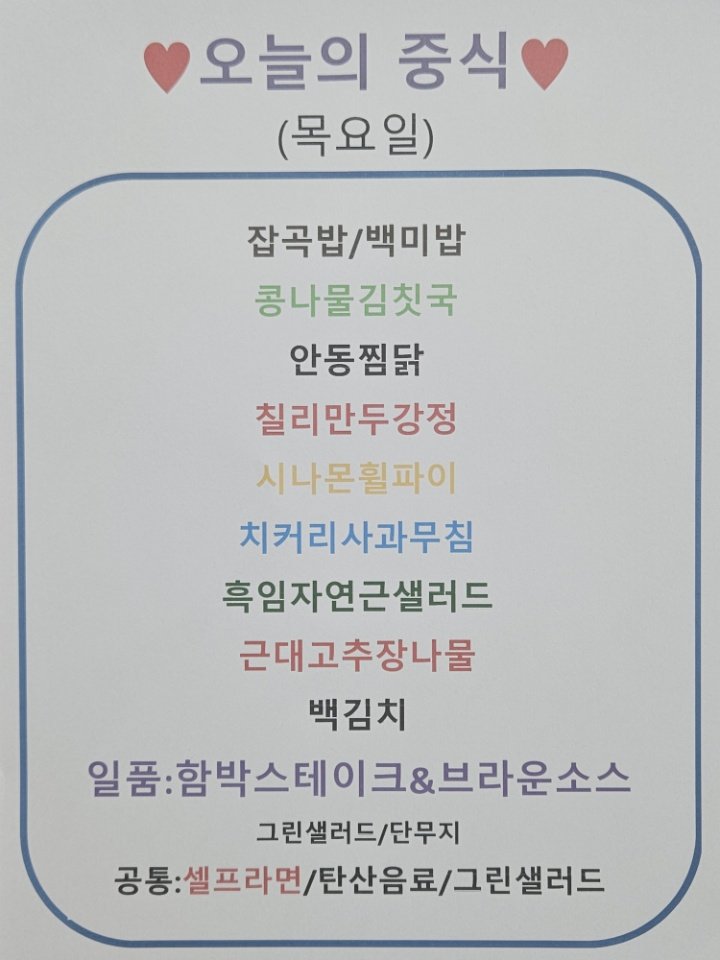 ♥오늘의 중식♥
(목요일)
잡곡밥/백미밥
콩나물김칫국
안동찜닭
칠리만두강정
시나몬휠파이
치커리사과무침
흑임자연근샐러드
근대고추장나물
백김치
일품:함박스테이크&브라운소스
그린샐러드/단무지
공통:셀프라면/탄산음료/그린샐러드